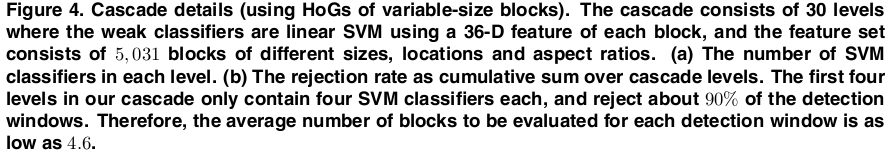 Figure 4. Cascade details (using HoGs of variable-size blocks). The cascade consists of 30 levels
where the weak classifiers are linear SVM using a 36-D feature of each block, and the feature set
consists of 5,031 blocks of different sizes, locations and aspect ratios. (a) The number of SVM
classifiers in each level. (b) The rejection rate as cumulative sum over cascade levels. The first four
levels in our cascade only contain four SVM classifiers each, and reject about 90% of the detection
windows. Therefore, the average number of blocks to be evaluated for each detection window is as
low as 4.6.